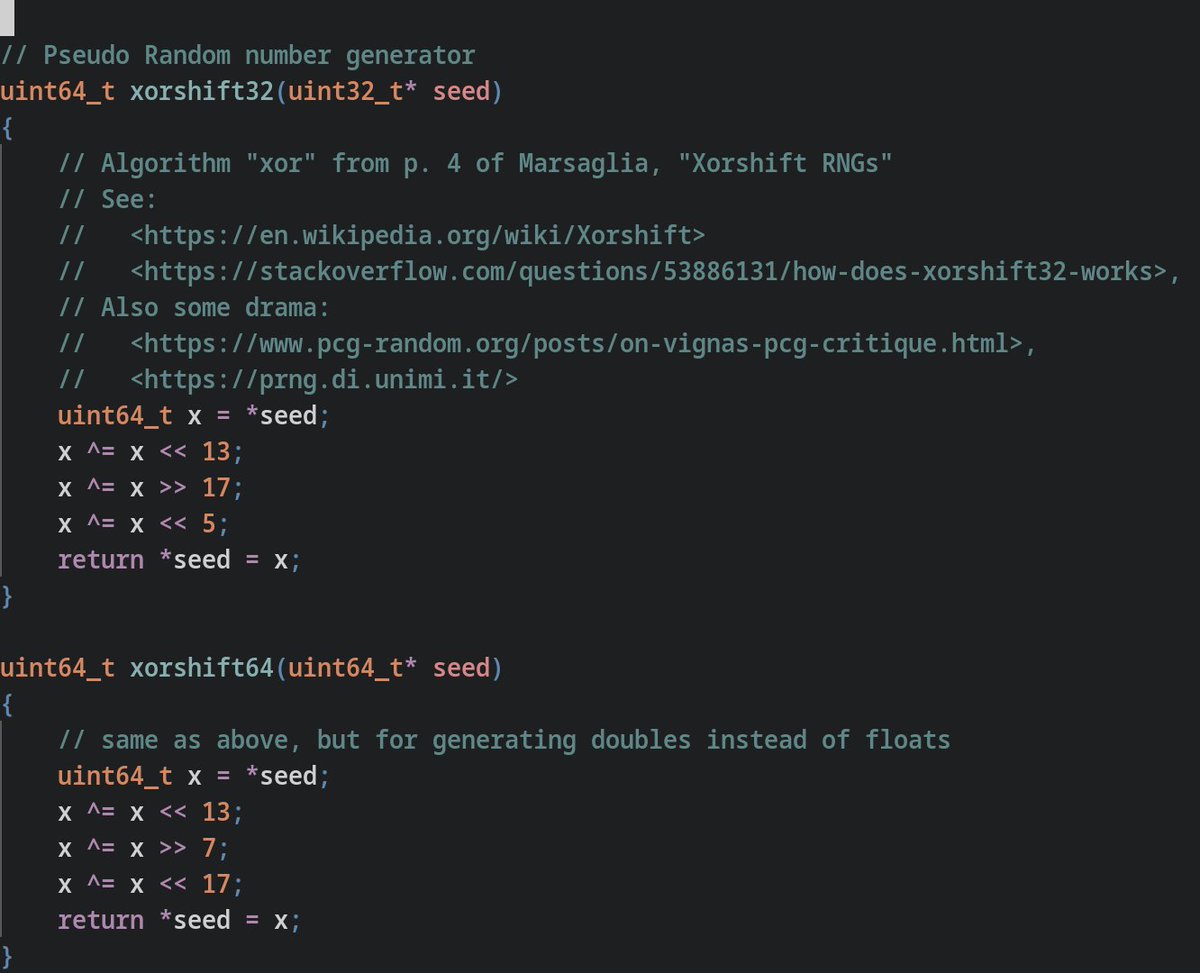 // Pseudo Random number generator
uint64_t xorshift32(uint32_t* seed)
{
    // Algorithm "xor" from p. 4 of Marsaglia, "Xorshift RNGs"
    // See:
    //   <https://en.wikipedia.org/wiki/Xorshift>
    //   <https://stackoverflow.com/questions/53886131/how-does-xorshift32-works>,
    // Also some drama:
    //   <https://www.pcg-random.org/posts/on-vignas-pcg-critique.html>,
    //   <https://prng.di.unimi.it/>
    uint64_t x = *seed;
    x ^= x << 13;
    x ^= x >> 17;
    x ^= x << 5;
    return *seed = x;
}

uint64_t xorshift64(uint64_t* seed)
{
    // same as above, but for generating doubles instead of floats
    uint64_t x = *seed;
    x ^= x << 13;
    x ^= x >> 7;
    x ^= x << 17;
    return *seed = x;
}